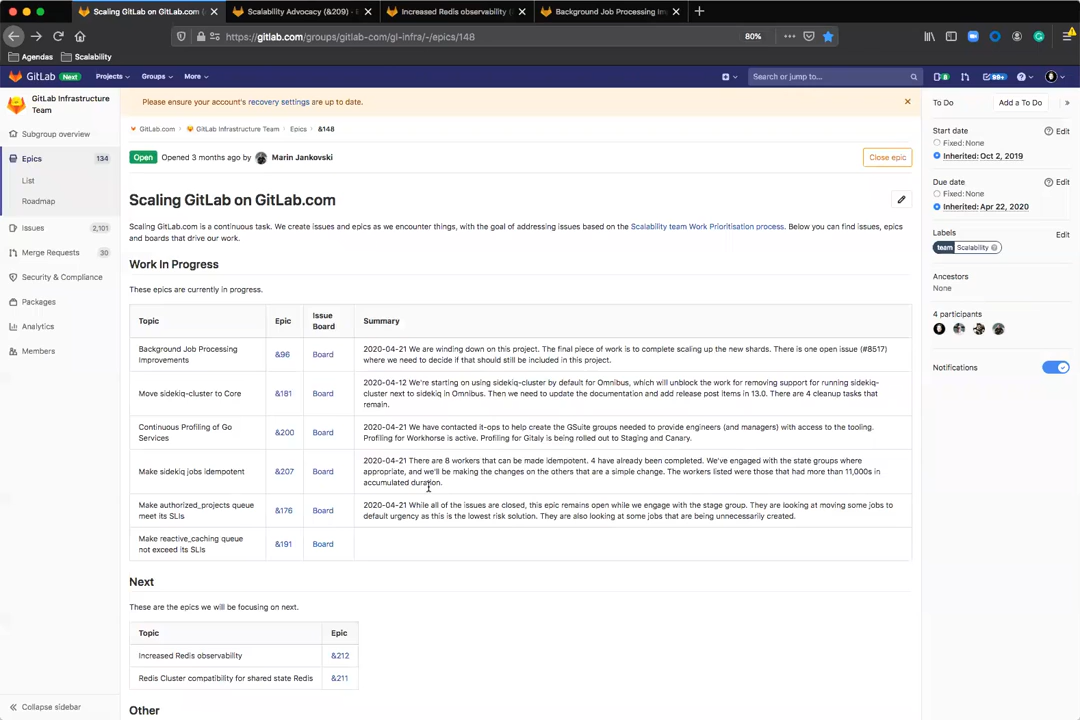 Scaling GitLab on GitLab.com (
Scalability Advocacy (&209) ·
Increased Redis observability (
Background Job Processing Im
https://gitlab.com/groups/gitlab-com/gl-infra/-/epics/148
80%
Agendas
Scalability
GitLab
Next
Projects
Groups
More
Search or jump to...
8
99+
GitLab Infrastructure
Team
Subgroup overview
Epics
134
List
Roadmap
Issues
2,101
Merge Requests
30
Security & Compliance
Packages
Analytics
Members
Collapse sidebar
Please ensure your account's recovery settings are up to date.
GitLab.com > GitLab Infrastructure Team > Epics > &148
Open
Opened 3 months ago by
Marin Jankovski
Close epic
Scaling GitLab on GitLab.com
Scaling GitLab.com is a continuous task. We create issues and epics as we encounter things, with the goal of addressing issues based on the Scalability team Work Prioritisation process. Below you can find issues, epics
and boards that drive our work.
Work In Progress
These epics are currently in progress.
Topic
Epic
Issue
Board
Summary
Background Job Processing
Improvements
&96
Board
2020-04-21 We are winding down on this project. The final piece of work is to complete scaling up the new shards. There is one open issue (#8517)
where we need to decide if that should still be included in this project.
Move sidekiq-cluster to Core
&181
Board
2020-04-12 We're starting on using sidekiq-cluster by default for Omnibus, which will unblock the work for removing support for running sidekiq-
cluster next to sidekiq in Omnibus. Then we need to update the documentation and add release post items in 13.0. There are 4 cleanup tasks that
remain.
Continuous Profiling of Go
Services
&200
Board
2020-04-21 We have contacted it-ops to help create the GSuite groups needed to provide engineers (and managers) with access to the tooling.
Profiling for Workhorse is active. Profiling for Gitaly is being rolled out to Staging and Canary.
Make sidekiq jobs idempotent
&207
Board
2020-04-21 There are 8 workers that can be made idempotent. 4 have already been completed. We've engaged with the state groups where
appropriate, and we'll be making the changes on the others that are a simple change. The workers listed were those that had more than 11,000s in
accumulated duration.
Make authorized_projects queue
meet its SLIs
&176
Board
2020-04-21 While all of the issues are closed, this epic remains open while we engage with the stage group. They are looking at moving some jobs to
default urgency as this is the lowest risk solution. They are also looking at some jobs that are being unnecessarily created.
Make reactive_caching queue
not exceed its SLIs
&191
Board
Next
These are the epics we will be focusing on next.
Topic
Epic
Increased Redis observability
&212
Redis Cluster compatibility for shared state Redis
&211
Other
To Do
Add a To Do
Start date
Edit
Fixed: None
Inherited: Oct 2, 2019
Due date
Edit
Fixed: None
Inherited: Apr 22, 2020
Labels
Edit
team
Scalability
Ancestors
None
4 participants
Notifications